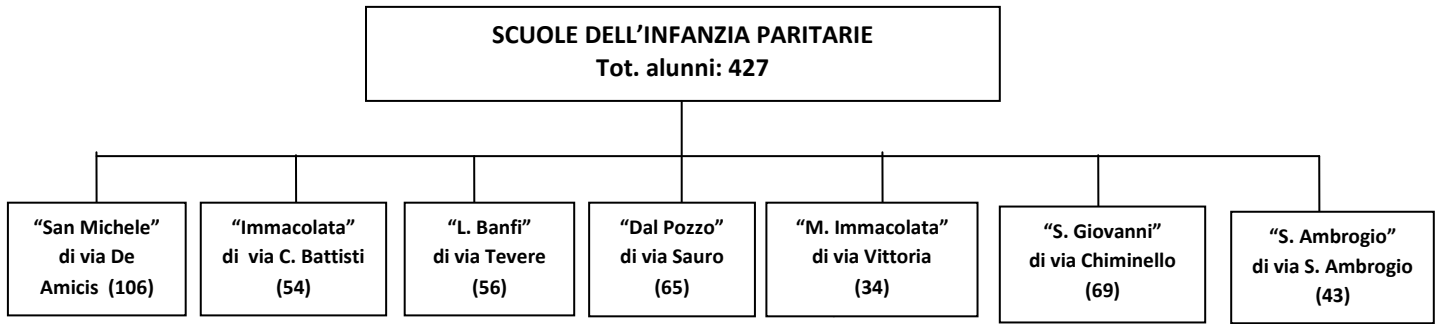 SCUOLE DELL’INFANZIA PARITARIE
Tot. alunni: 427
“San Michele”
di via De
Amicis (106)
“Immacolata”
di via C. Battisti
(54)
“L. Banfi”
di via Tevere
(56)
“Dal Pozzo”
di via Sauro
(65)
“M. Immacolata”
di via Vittoria
(34)
“S. Giovanni”
di via Chiminello
(69)
“S. Ambrogio”
di via S. Ambrogio
(43)